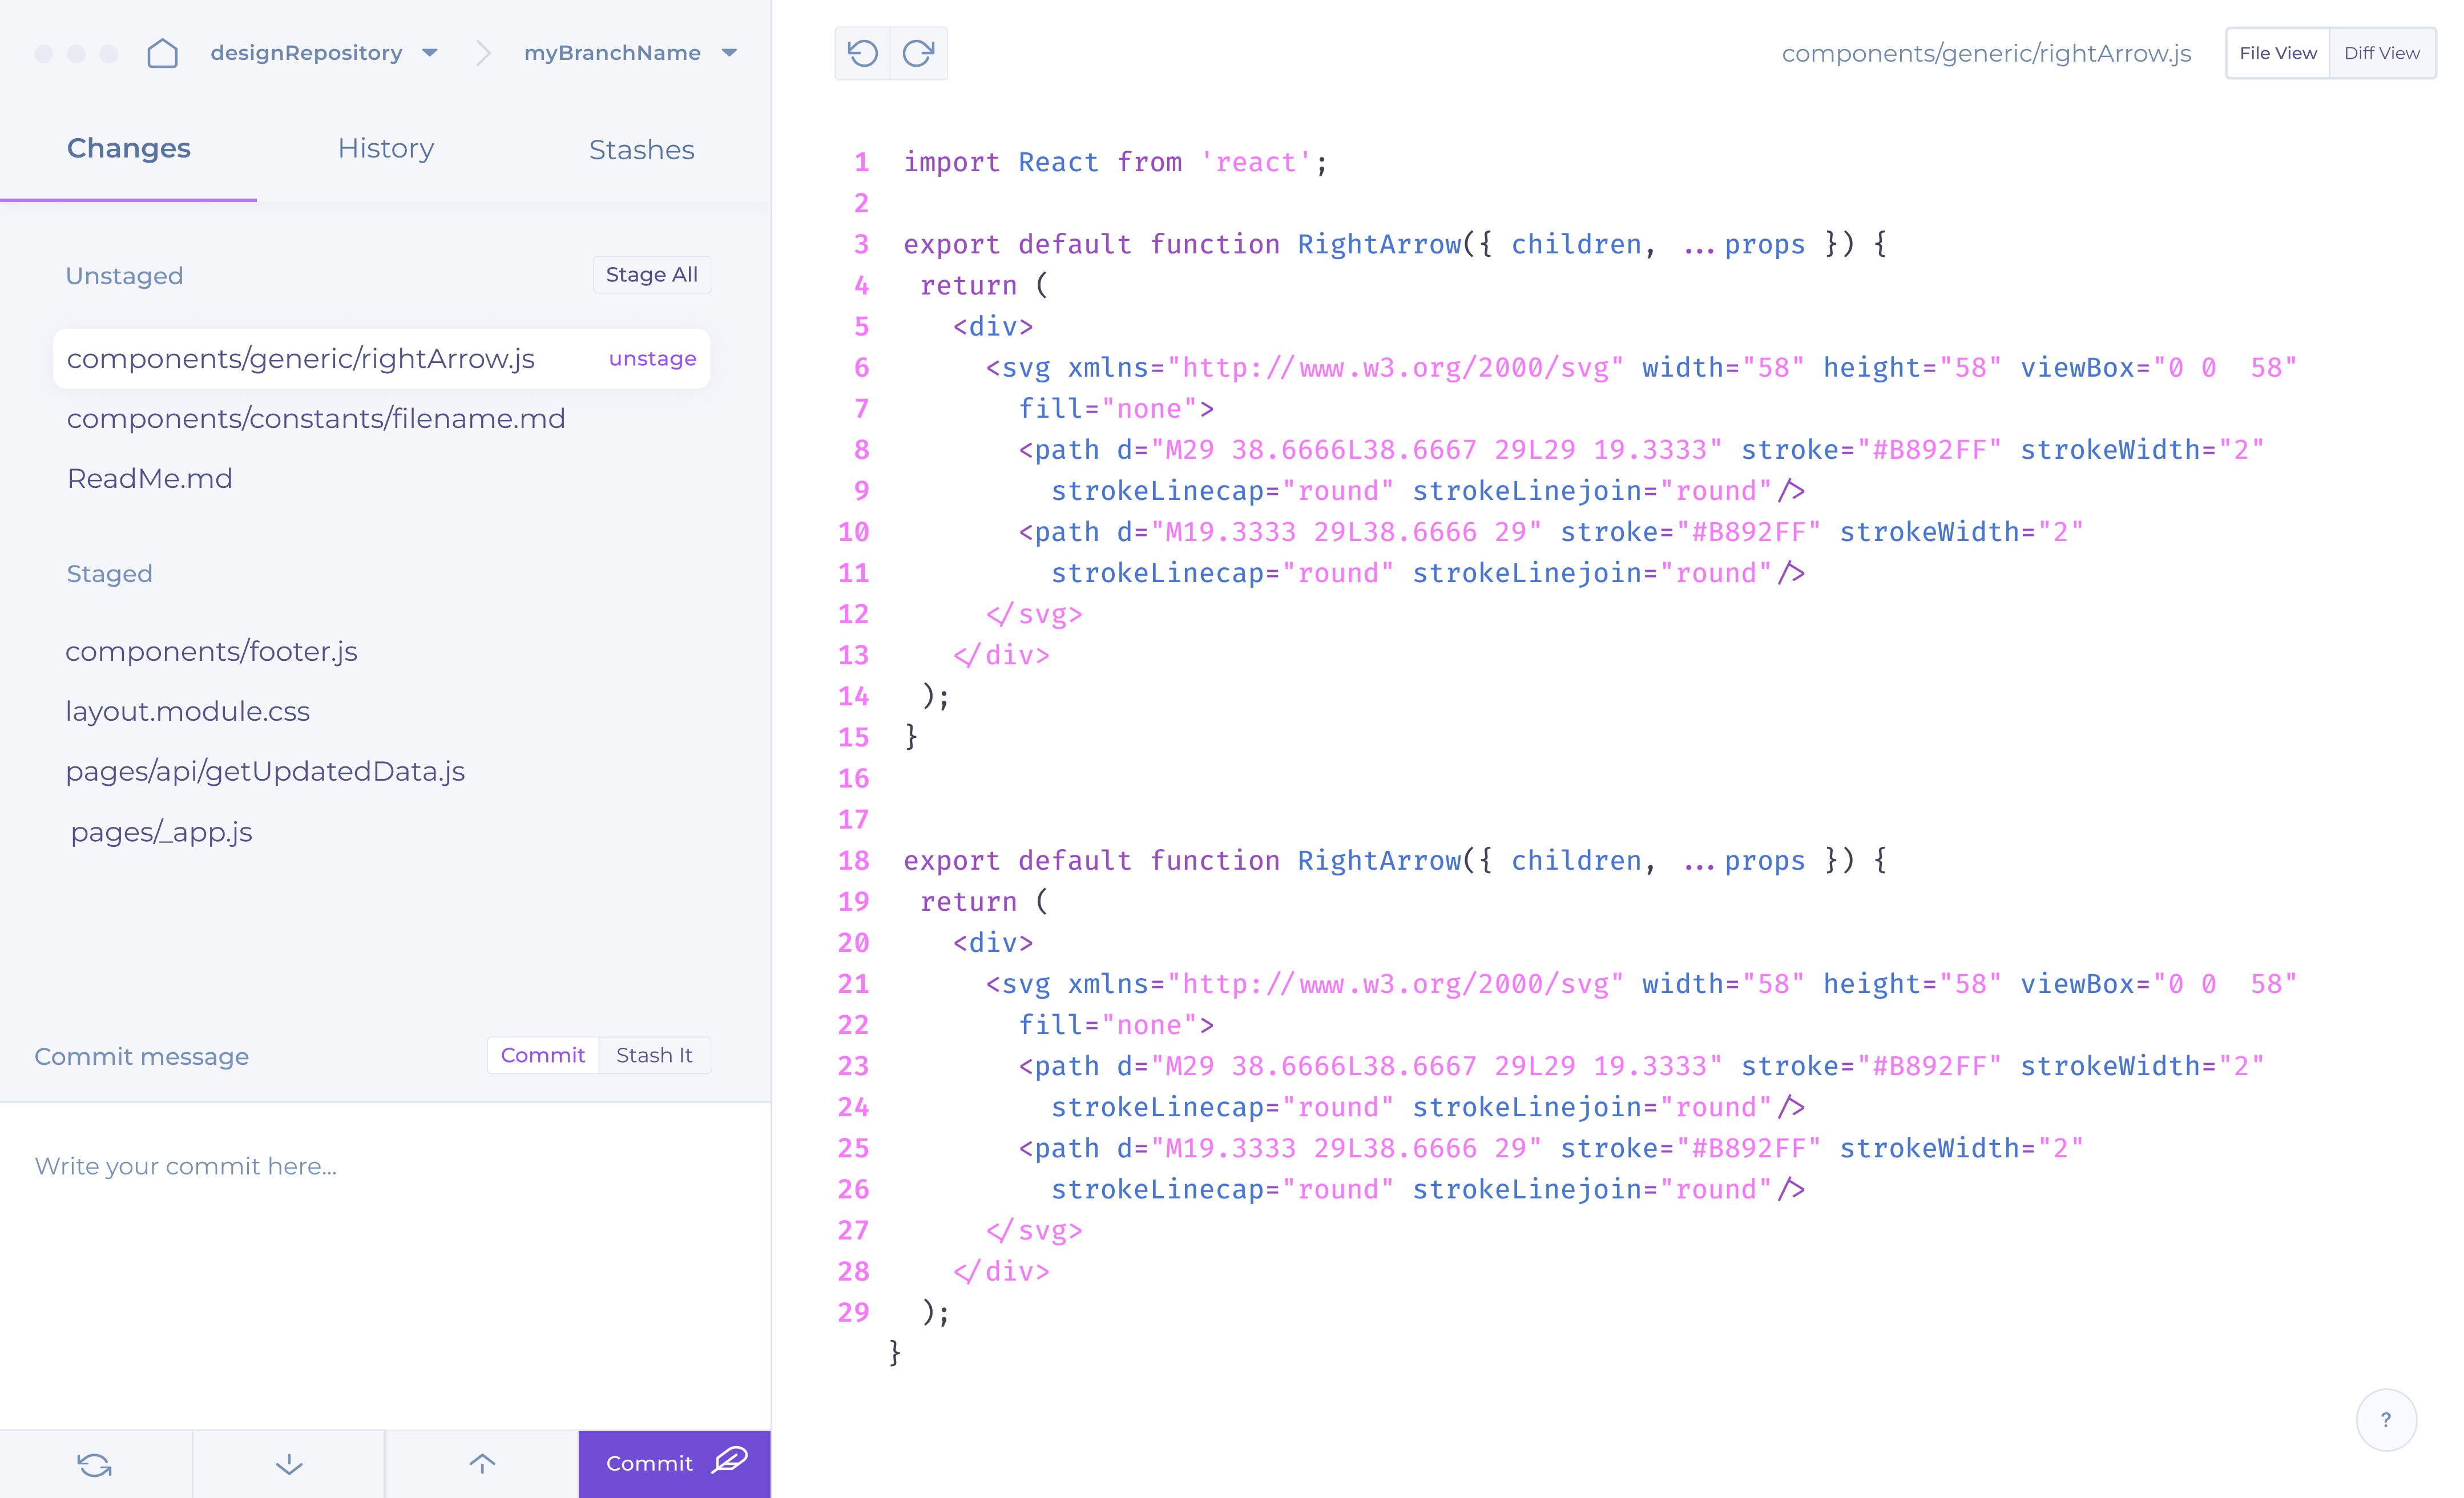 designRepository myBranchName
Changes History Stashes
Unstaged Stage All
components/generic/rightArrow.js unstage
components/constants/filename.md
ReadMe.md
Staged
components/footer.js
layout.module.css
pages/api/getUpdatedData.js
pages/_app.js
Commit message Commit Stash It
Write your commit here...
Commit
components/generic/rightArrow.js File View Diff View
1 import React from 'react';
2
3 export default function RightArrow({ children, ...props }) {
4 return (
5 <div>
6 <svg xmlns="http://www.w3.org/2000/svg" width="58" height="58" viewBox="0 0  58"
7 fill="none">
8 <path d="M29 38.6666L38.6667 29L29 19.3333" stroke="#B892FF" strokeWidth="2"
9 strokeLinecap="round" strokeLinejoin="round"/>
10 <path d="M19.3333 29L38.6666 29" stroke="#B892FF" strokeWidth="2"
11 strokeLinecap="round" strokeLinejoin="round"/>
12 </svg>
13 </div>
14 );
15 }
16
17
18 export default function RightArrow({ children, ...props }) {
19 return (
20 <div>
21 <svg xmlns="http://www.w3.org/2000/svg" width="58" height="58" viewBox="0 0  58"
22 fill="none">
23 <path d="M29 38.6666L38.6667 29L29 19.3333" stroke="#B892FF" strokeWidth="2"
24 strokeLinecap="round" strokeLinejoin="round"/>
25 <path d="M19.3333 29L38.6666 29" stroke="#B892FF" strokeWidth="2"
26 strokeLinecap="round" strokeLinejoin="round"/>
27 </svg>
28 </div>
29 );
}
?